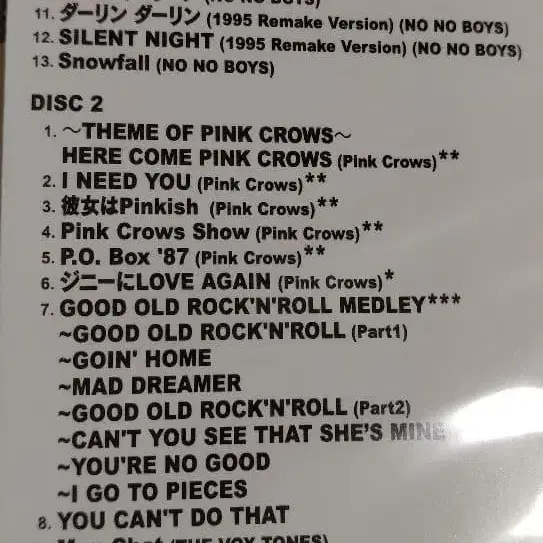 (NO NO BOYS)
11. ダーリン ダーリン (1995 Remake Version) (NO NO BOYS)
12. SILENT NIGHT (1995 Remake Version) (NO NO BOYS)
13. Snowfall (NO NO BOYS)
DISC 2
1. ～THEME OF PINK CROWS～
HERE COME PINK CROWS (Pink Crows)**
2. I NEED YOU (Pink Crows)**
3. 彼女はPinkish (Pink Crows)**
4. Pink Crows Show (Pink Crows)**
5. P.O. Box '87 (Pink Crows)**
6. ジニーにLOVE AGAIN (Pink Crows)*
7. GOOD OLD ROCK'N'ROLL MEDLEY***
~GOOD OLD ROCK'N'ROLL (Part1)
~GOIN' HOME
~MAD DREAMER
~GOOD OLD ROCK'N'ROLL (Part2)
~CAN'T YOU SEE THAT SHE'S MINE
~YOU'RE NO GOOD
~I GO TO PIECES
8. YOU CAN'T DO THAT
(THE VOX TONES)